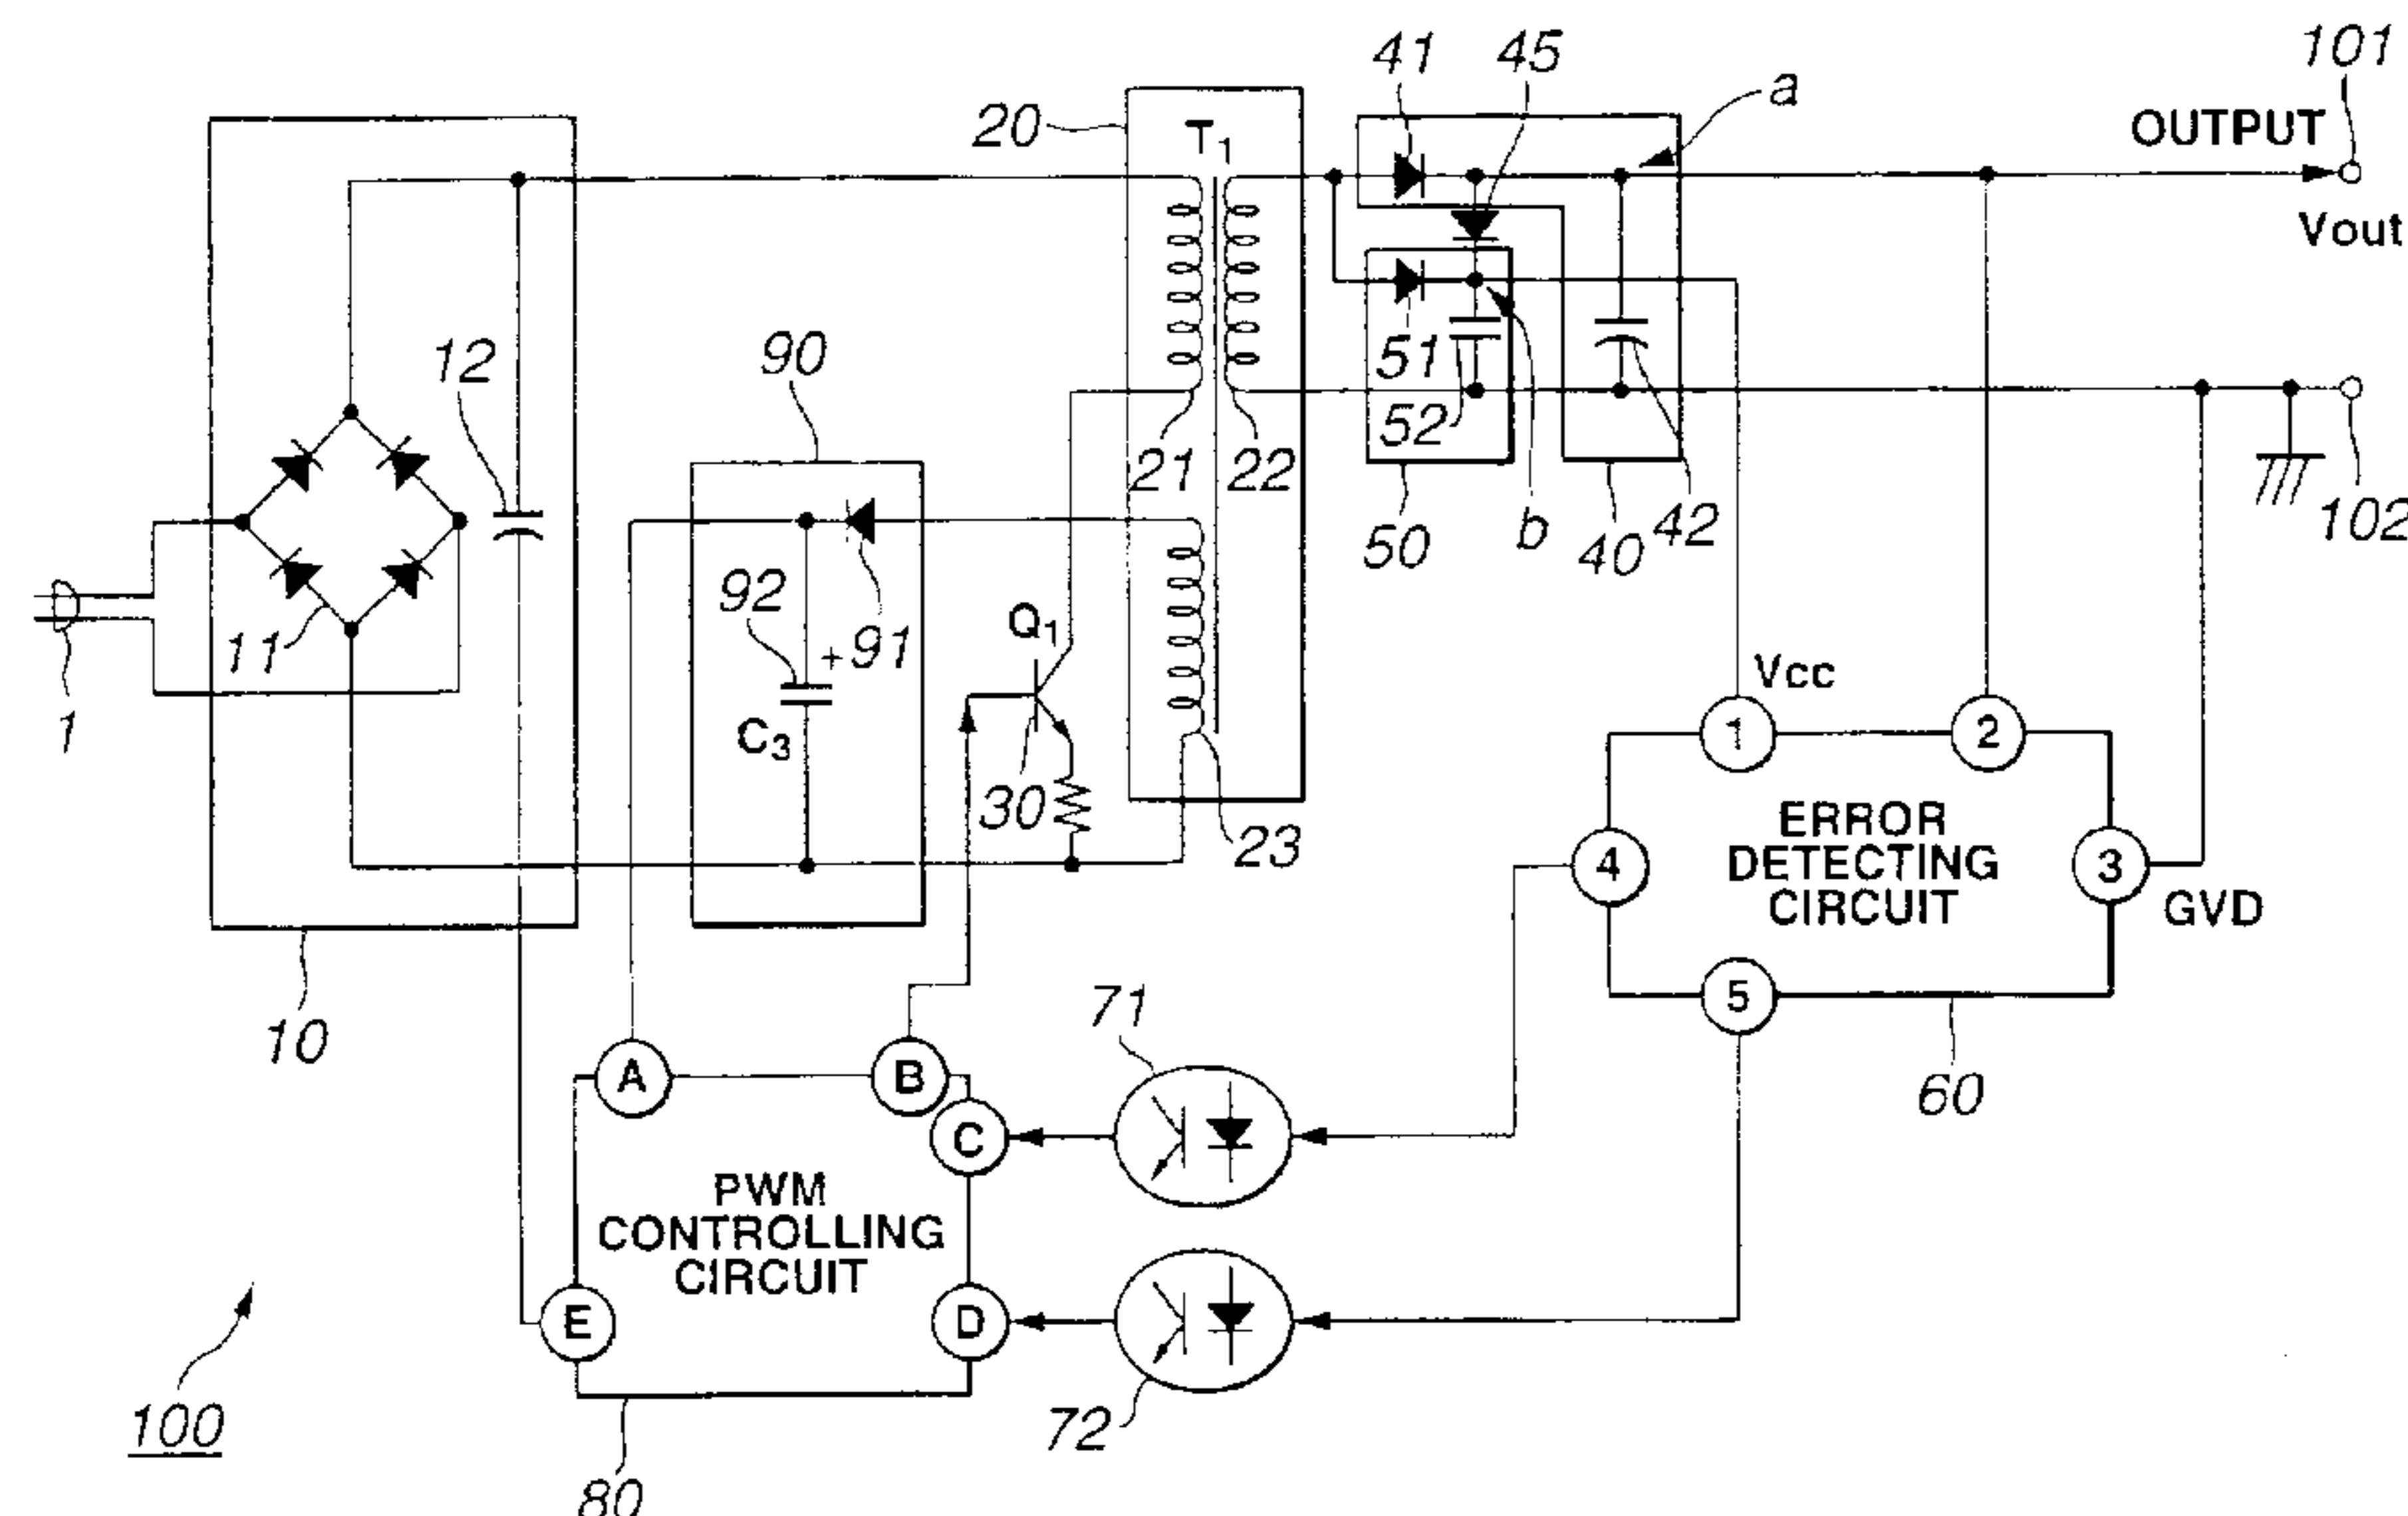 101
41
45
a
OUTPUT
20
T1
Vout
12
90
51
52
21
22
50
b
40
42
102
92
+
91
Q1
11
1
C3
30
23
Vcc
1
2
ERROR
DETECTING
CIRCUIT
4
3
GVD
5
10
71
60
A
B
C
PWM
CONTROLLING
CIRCUIT
E
D
100
72
80